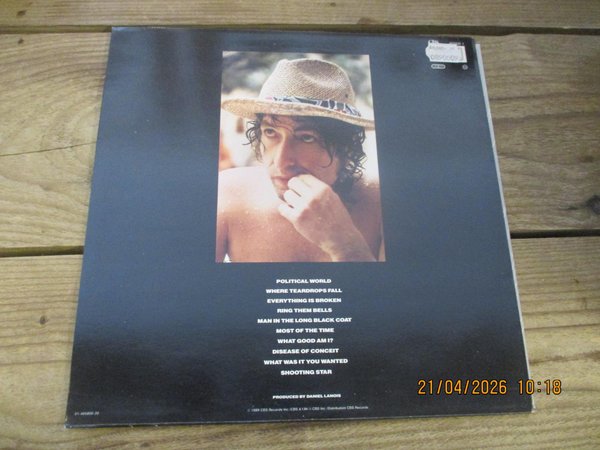 POLITICAL WORLD
WHERE TEARDROPS FALL
EVERYTHING IS BROKEN
RING THEM BELLS
MAN IN THE LONG BLACK COAT
MOST OF THE TIME
WHAT GOOD AM I?
DISEASE OF CONCEIT
WHAT WAS IT YOU WANTED
SHOOTING STAR
PRODUCED BY DANIEL LANOIS
21/04/2026 10:18